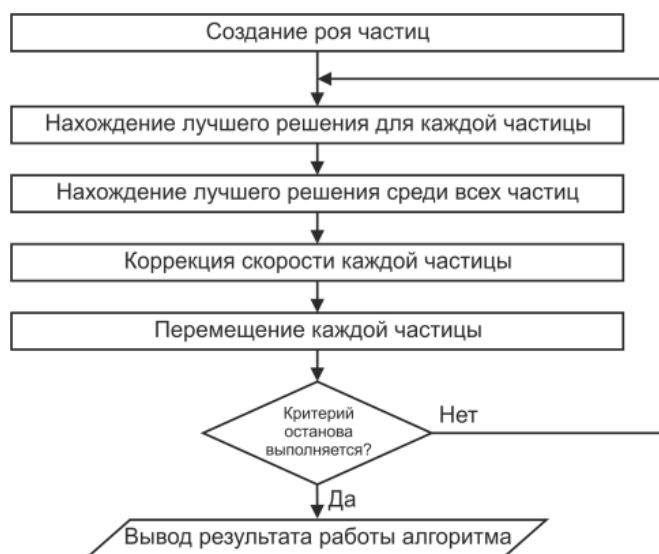 Создание роя частиц
Нахождение лучшего решения для каждой частицы
Нахождение лучшего решения среди всех частиц
Коррекция скорости каждой частицы
Перемещение каждой частицы
Критерий
останова
выполняется?
Нет
Да
Вывод результата работы алгоритма